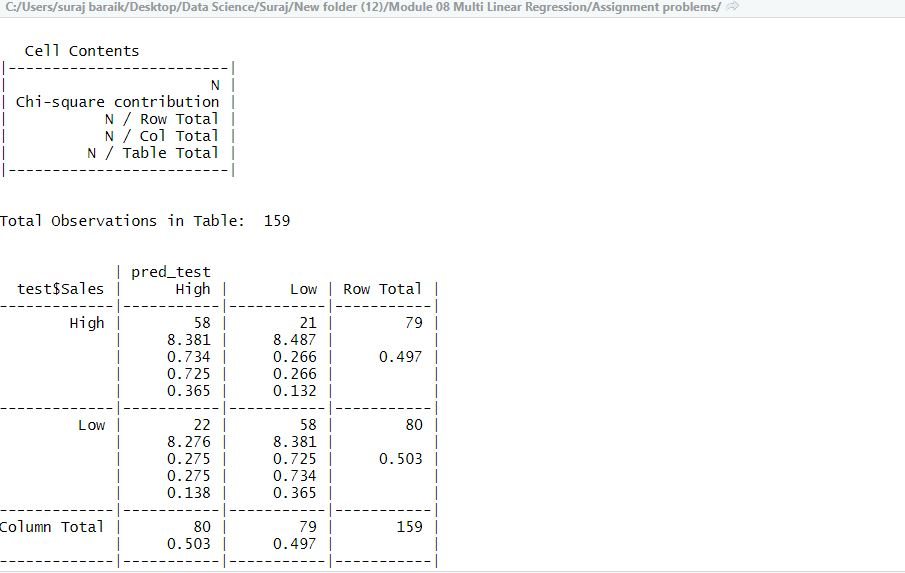 C:/Users/suraj baraik/Desktop/Data Science/Suraj/New folder (12)/Module 08 Multi Linear Regression/Assignment problems/
   Cell Contents
|-------------------------|
|                       N |
| Chi-square contribution |
|           N / Row Total |
|           N / Col Total |
|         N / Table Total |
|-------------------------|
Total Observations in Table:  159
             | pred_test
  test$Sales |      High |       Low | Row Total |
-------------|-----------|-----------|-----------|
        High |        58 |        21 |        79 |
             |     8.381 |     8.487 |           |
             |     0.734 |     0.266 |     0.497 |
             |     0.725 |     0.266 |           |
             |     0.365 |     0.132 |           |
-------------|-----------|-----------|-----------|
         Low |        22 |        58 |        80 |
             |     8.276 |     8.381 |           |
             |     0.275 |     0.725 |     0.503 |
             |     0.275 |     0.734 |           |
             |     0.138 |     0.365 |           |
-------------|-----------|-----------|-----------|
Column Total |        80 |        79 |       159 |
             |     0.503 |     0.497 |           |
-------------|-----------|-----------|-----------|